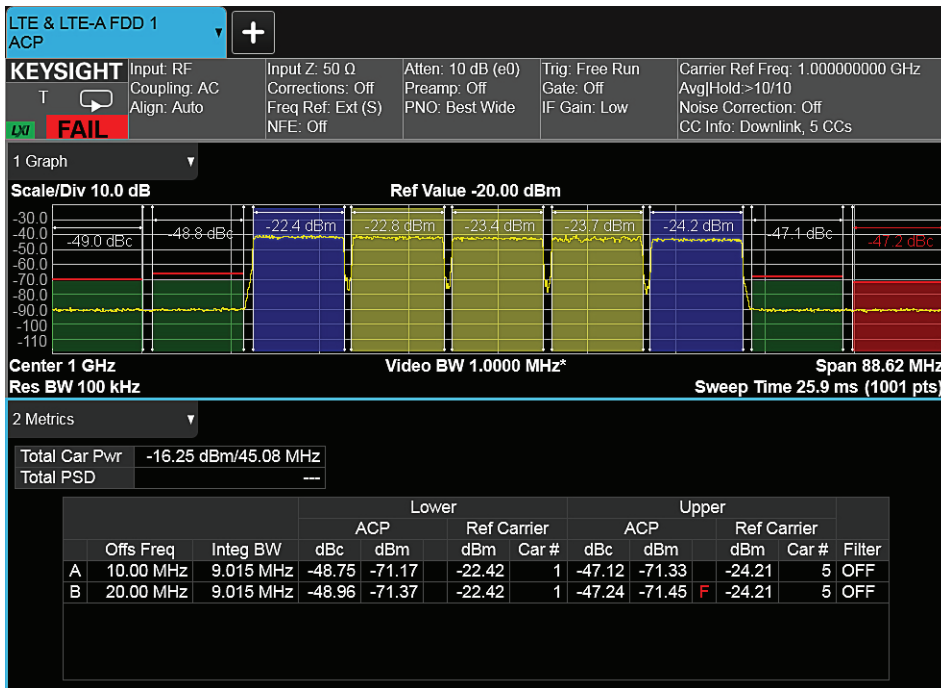 LTE & LTE-A FDD 1
ACP
KEYSIGHT
T
LXI
FAIL
Input: RF
Coupling: AC
Align: Auto
Input Z: 50 Ω
Corrections: Off
Freq Ref: Ext (S)
NFE: Off
Atten: 10 dB (e0)
Preamp: Off
PNO: Best Wide
Trig: Free Run
Gate: Off
IF Gain: Low
Carrier Ref Freq: 1.000000000 GHz
Avg|Hold:>10/10
Noise Correction: Off
CC Info: Downlink, 5 CCs
1 Graph
Scale/Div 10.0 dB Ref Value -20.00 dBm
-30.0
-40.0
-50.0
-60.0
-70.0
-80.0
-90.0
-100
-110
-49.0 dBc -48.8 dBc -22.4 dBm -22.8 dBm -23.4 dBm -23.7 dBm -24.2 dBm -47.1 dBc -47.2 dBc
Center 1 GHz Video BW 1.0000 MHz* Span 88.62 MHz
Res BW 100 kHz Sweep Time 25.9 ms (1001 pts)
2 Metrics
Total Car Pwr -16.25 dBm/45.08 MHz
Total PSD ---
Lower Upper
ACP Ref Carrier ACP Ref Carrier
Offs Freq Integ BW dBc dBm dBm Car # dBc dBm dBm Car # Filter
A 10.00 MHz 9.015 MHz -48.75 -71.17 -22.42 1 -47.12 -71.33 -24.21 5 OFF
B 20.00 MHz 9.015 MHz -48.96 -71.37 -22.42 1 -47.24 -71.45 F -24.21 5 OFF